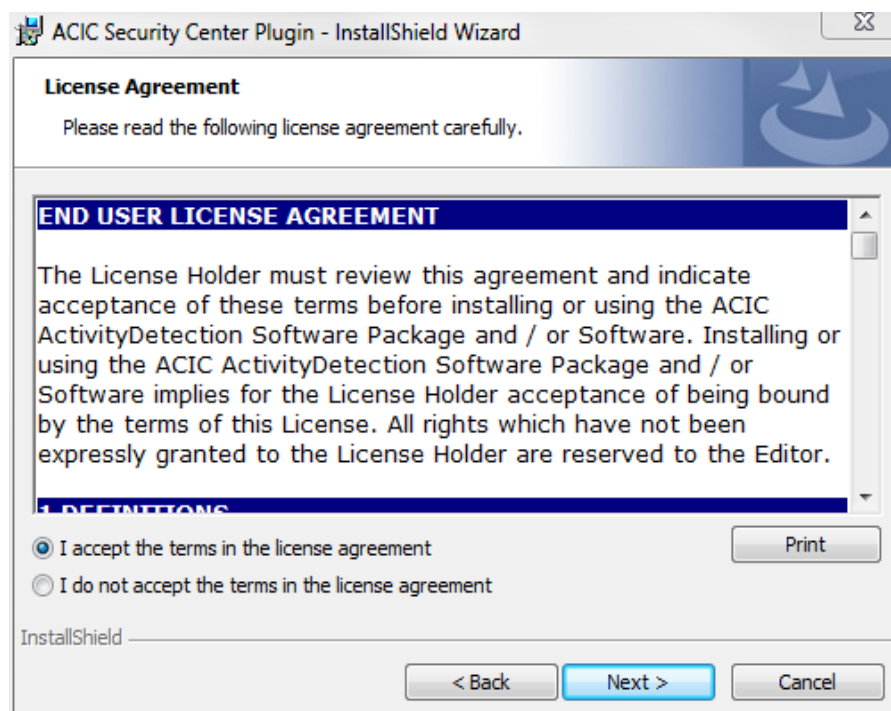 ACIC Security Center Plugin - InstallShield Wizard
License Agreement
Please read the following license agreement carefully.
END USER LICENSE AGREEMENT
The License Holder must review this agreement and indicate
acceptance of these terms before installing or using the ACIC
ActivityDetection Software Package and / or Software. Installing or
using the ACIC ActivityDetection Software Package and / or
Software implies for the License Holder acceptance of being bound
by the terms of this License. All rights which have not been
expressly granted to the License Holder are reserved to the Editor.
1 DEFINITIONS
I accept the terms in the license agreement
Print
I do not accept the terms in the license agreement
InstallShield
< Back Next > Cancel